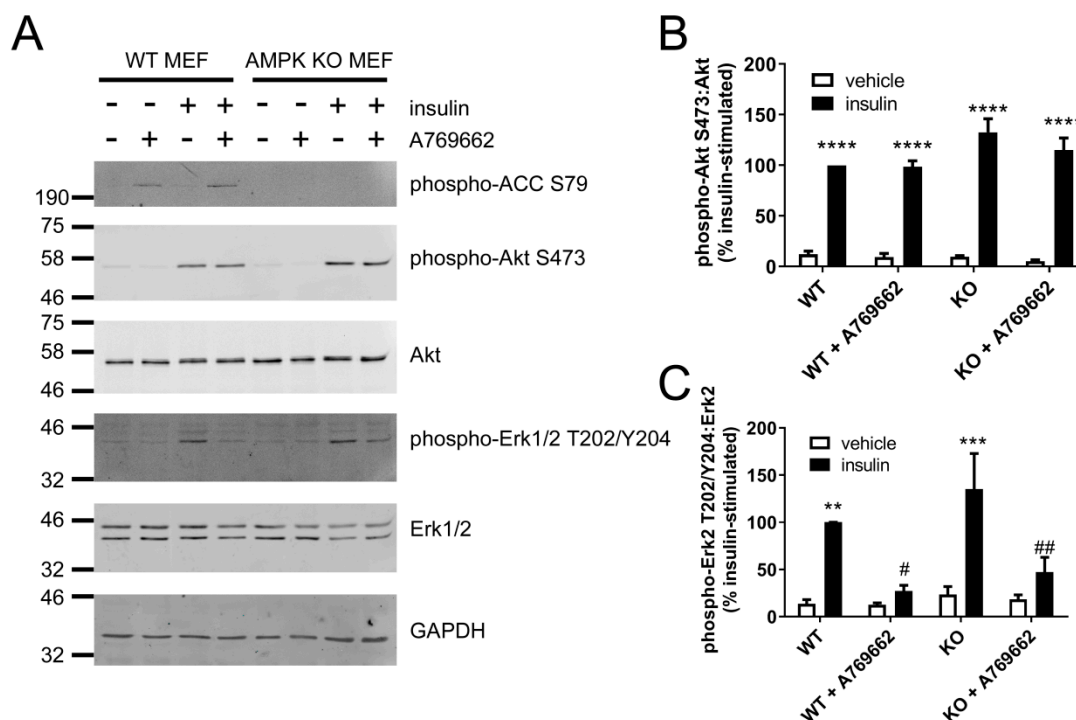 A
WT MEF AMPK KO MEF
- - + + - - + + insulin
- + - + - + - + A769662
phospho-ACC S79
190
75
58
46
phospho-Akt S473
75
58
46
Akt
46
32
phospho-Erk1/2 T202/Y204
46
32
Erk1/2
46
32
GAPDH
B
phospho-Akt S473:Akt
(% insulin-stimulated)
200
150
100
50
0
vehicle
insulin
**** **** **** ****
WT
WT + A769662
KO
KO + A769662
C
phospho-Erk2 T202/Y204:Erk2
(% insulin-stimulated)
200
150
100
50
0
vehicle
insulin
** # *** ##
WT
WT + A769662
KO
KO + A769662